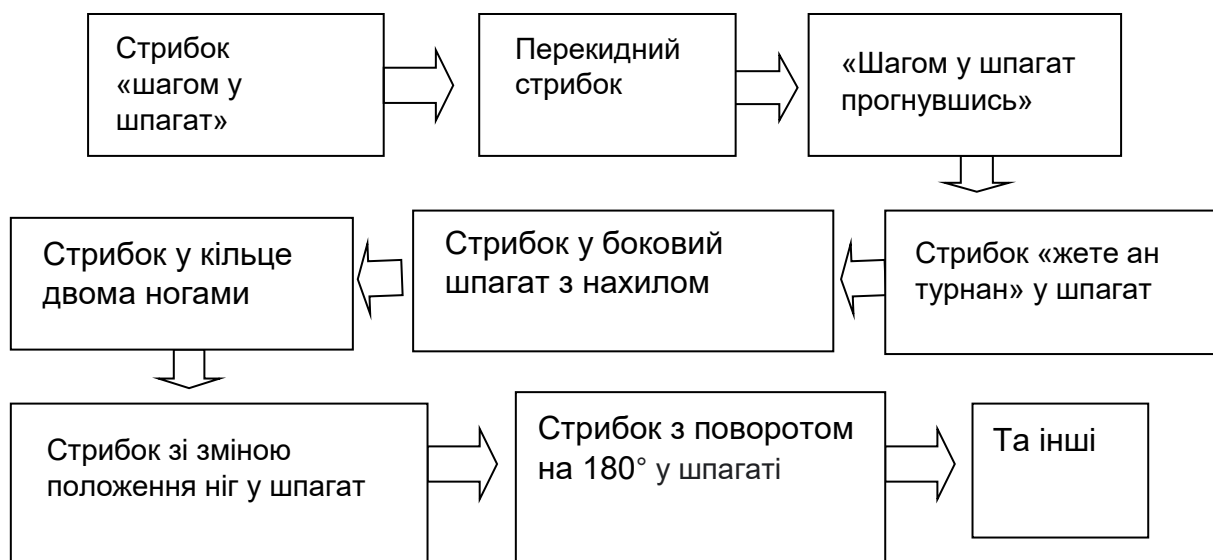 Стрибок
«шагом у
шпагат»
Перекидний
стрибок
«Шагом у шпагат
прогнувшись»
Стрибок «жете ан
турнан» у шпагат
Стрибок у боковий
шпагат з нахилом
Стрибок у кільце
двома ногами
Стрибок зі зміною
положення ніг у шпагат
Стрибок з поворотом
на 180° у шпагаті
Та інші